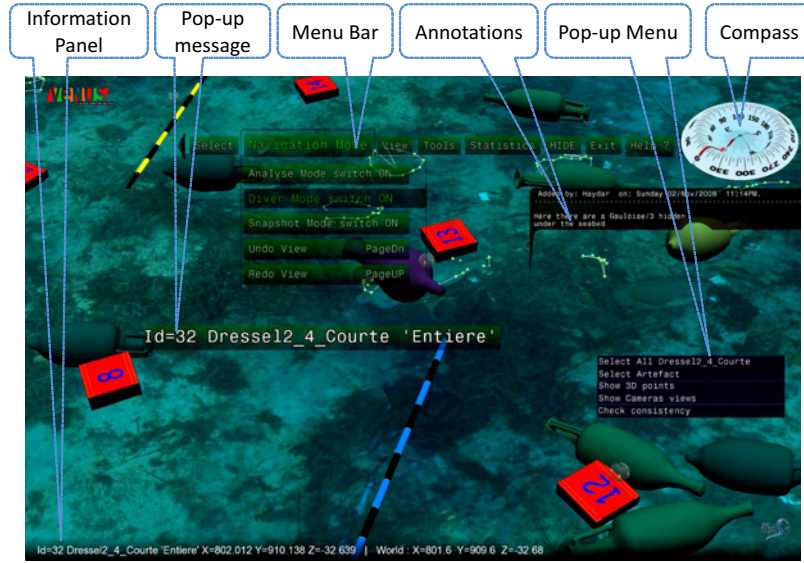 Information
Panel
Pop-up
message
Menu Bar
Annotations
Pop-up Menu
Compass
VENUS
14
Select Navigation Mode View Tools Statistics HIDE Exit Help ?
Analyse Mode switch ON
Diver Mode switch ON
Snapshot Mode switch ON
Undo View PageDn
Redo View PageUP
Added by: Haydar on: Sunday 02/Nov/2008 11:14PM.
Here there are a Gauloise/3 hidden
under the seabed
13
Id=32 Dressel2_4_Courte 'Entiere'
8
Select All Dressel2_4_Courte
Select Artefact
Show 3D points
Show Cameras views
Check consistency
12
Id=32 Dressel2_4_Courte 'Entiere' X=802.012 Y=910.138 Z=-32.639 | World : X=801.6 Y=909.6 Z=-32.68